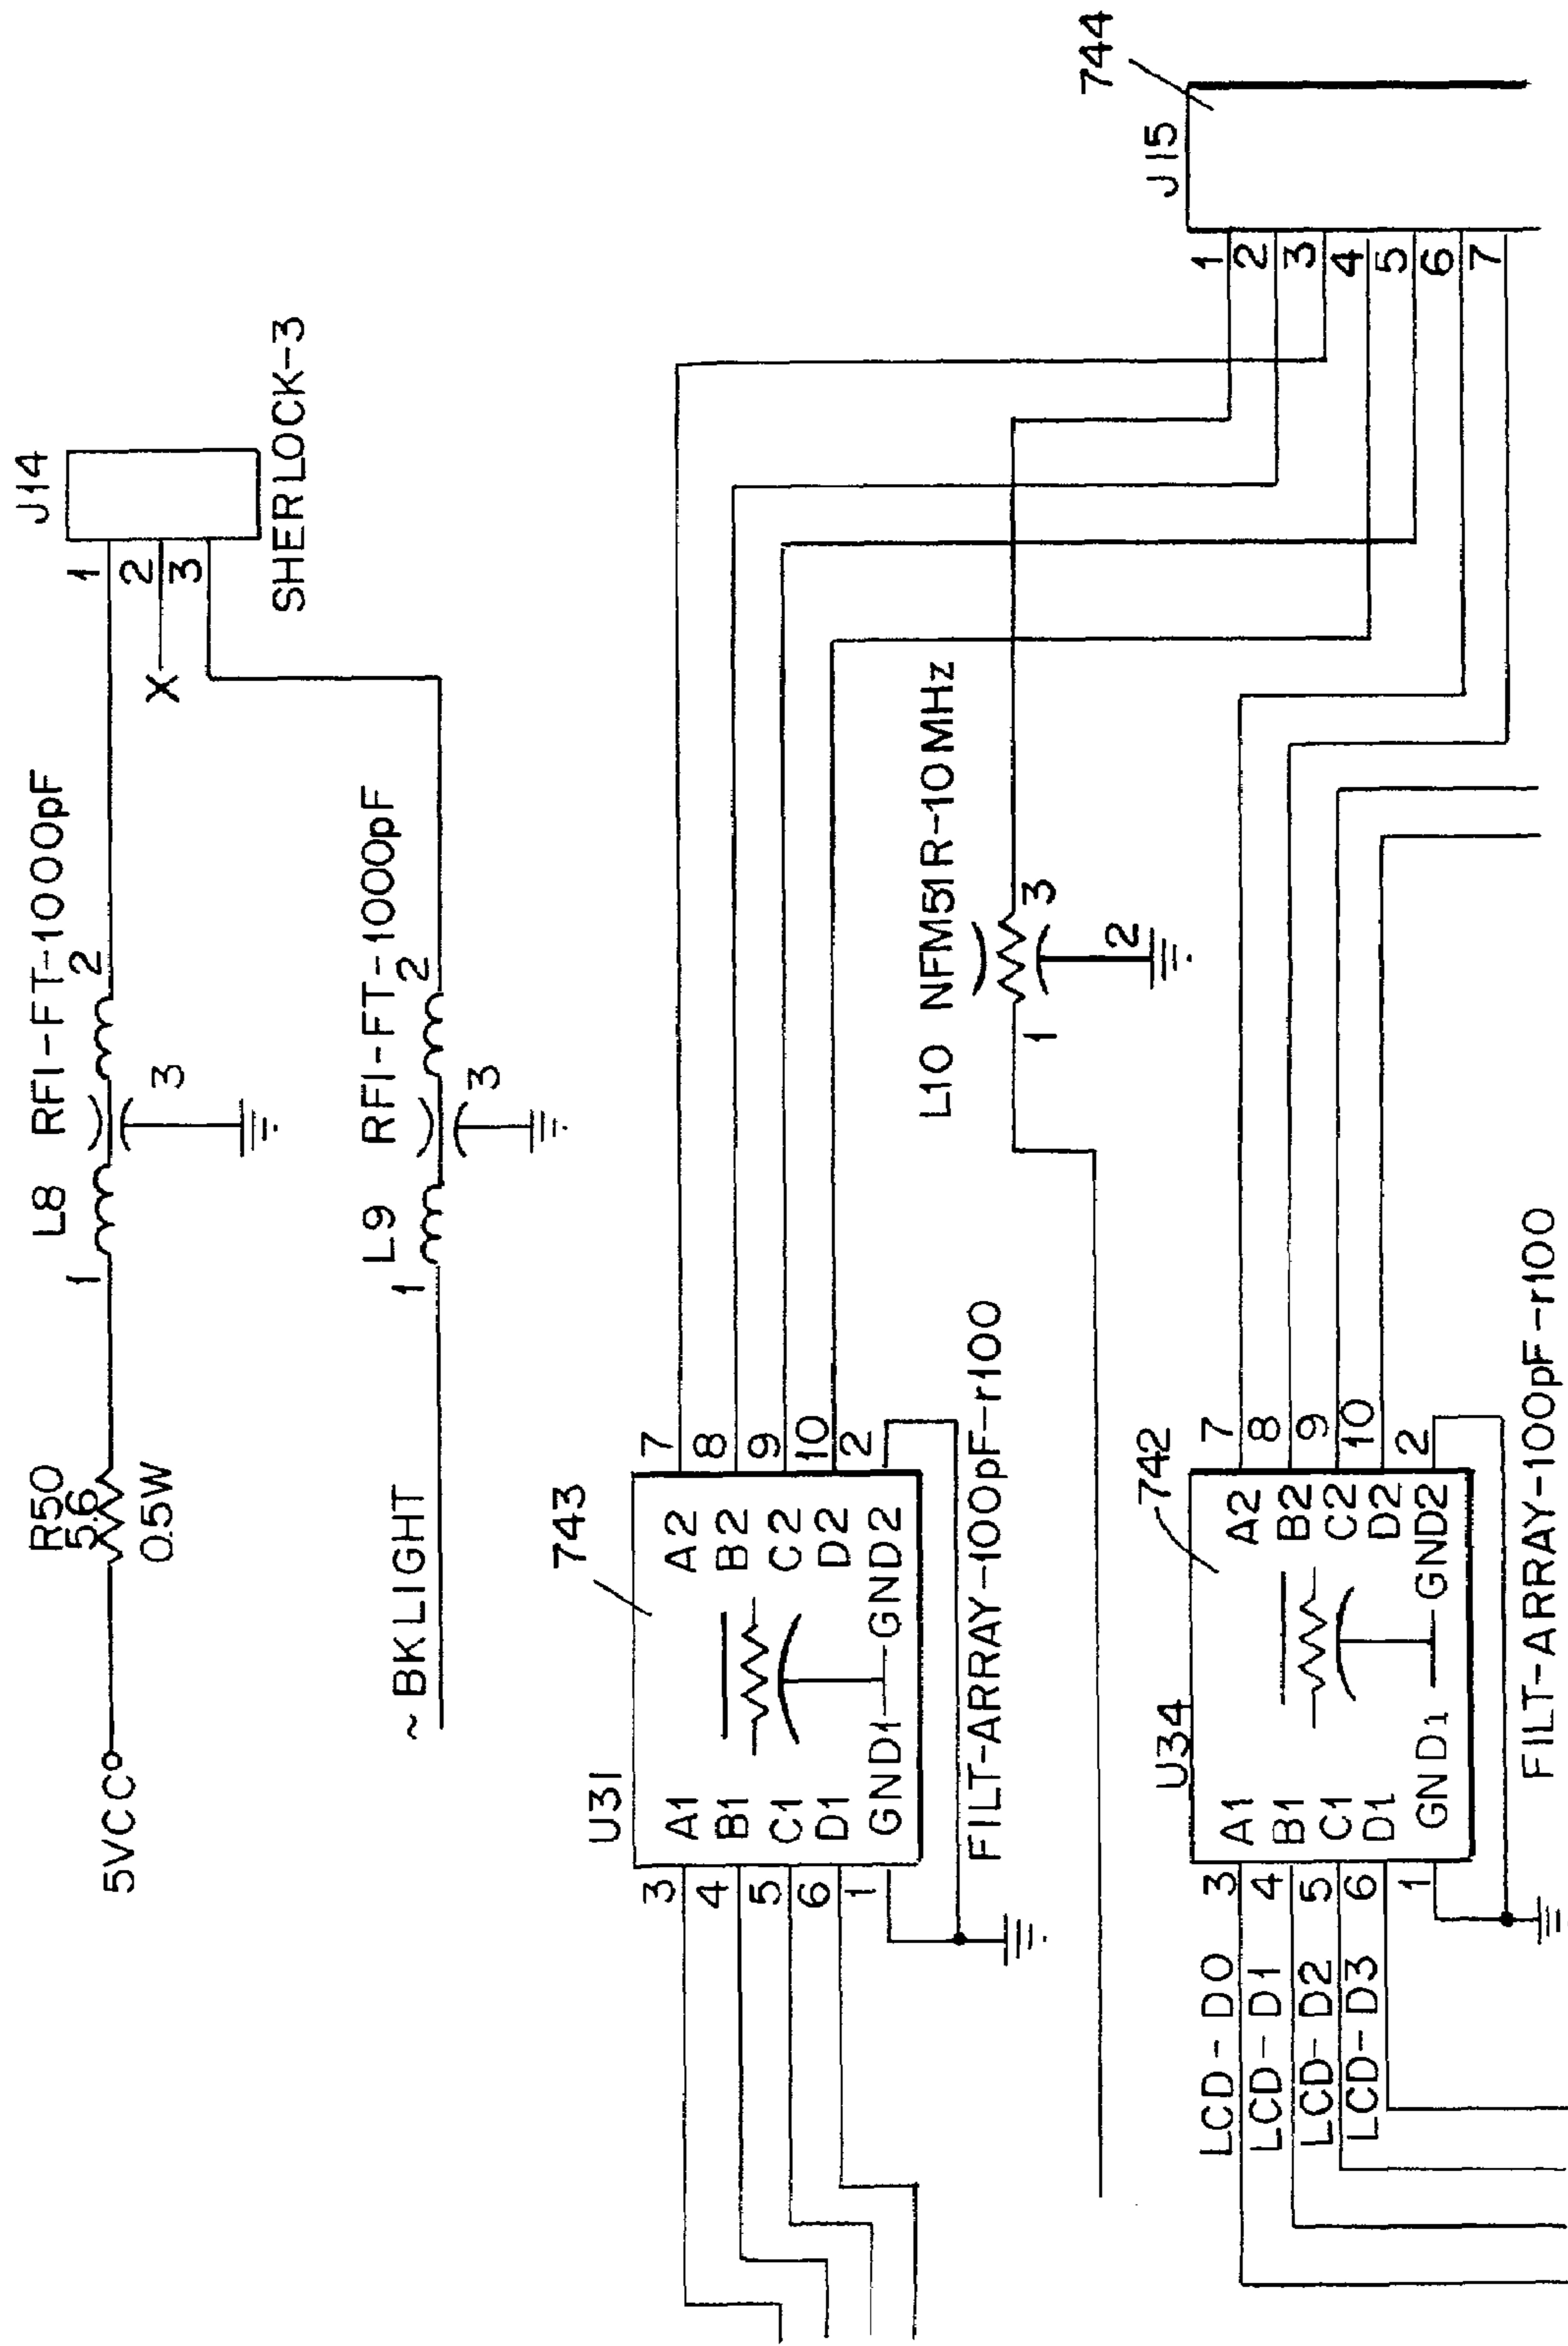 J14
1
2
3
X
SHERLOCK-3
L8 RFI-FT-1000pF
1
2
3
R50
5.6
0.5W
5VCC
L9 RFI-FT-1000pF
1
2
3
~BKLIGHT
743
U31
3
4
5
6
1
A1
B1
C1
D1
GND1
A2
B2
C2
D2
GND2
7
8
9
10
2
FILT-ARRAY-100pF-r100
L10 NFM51R-10MHz
1
3
2
744
J15
1
2
3
4
5
6
7
742
U34
LCD-D0
LCD-D1
LCD-D2
LCD-D3
3
4
5
6
1
A1
B1
C1
D1
GND1
A2
B2
C2
D2
GND2
7
8
9
10
2
FILT-ARRAY-100pF-r100